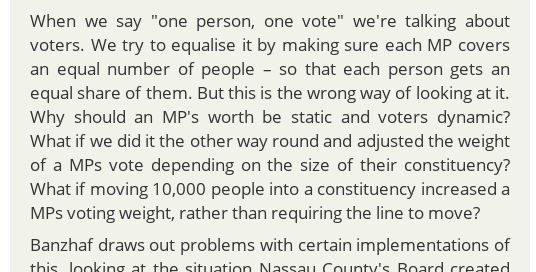 When we say "one person, one vote" we're talking about
voters. We try to equalise it by making sure each MP covers
an equal number of people – so that each person gets an
equal share of them. But this is the wrong way of looking at it.
Why should an MP's worth be static and voters dynamic?
What if we did it the other way round and adjusted the weight
of a MPs vote depending on the size of their constituency?
What if moving 10,000 people into a constituency increased a
MPs voting weight, rather than requiring the line to move?
Banzhaf draws out problems with certain implementations of
this, looking at the situation Nassau County's Board created